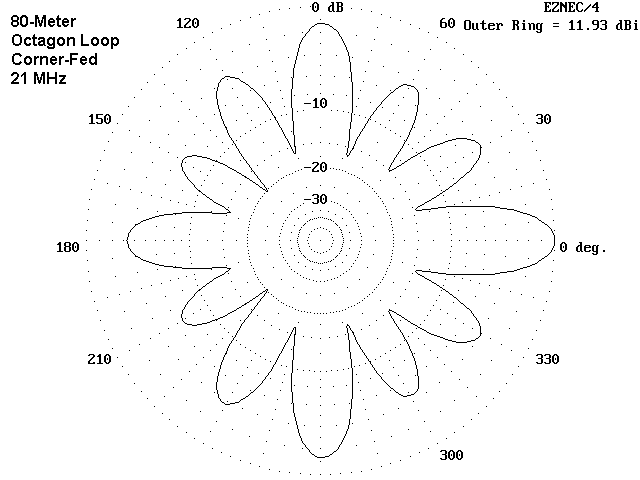 80-Meter
Octagon Loop
Corner-Fed
21 MHz
0 dB
EZNEC/4
Outer Ring = 11.93 dBi
120
60
-10
150
30
-20
-30
180
0 deg.
210
330
300